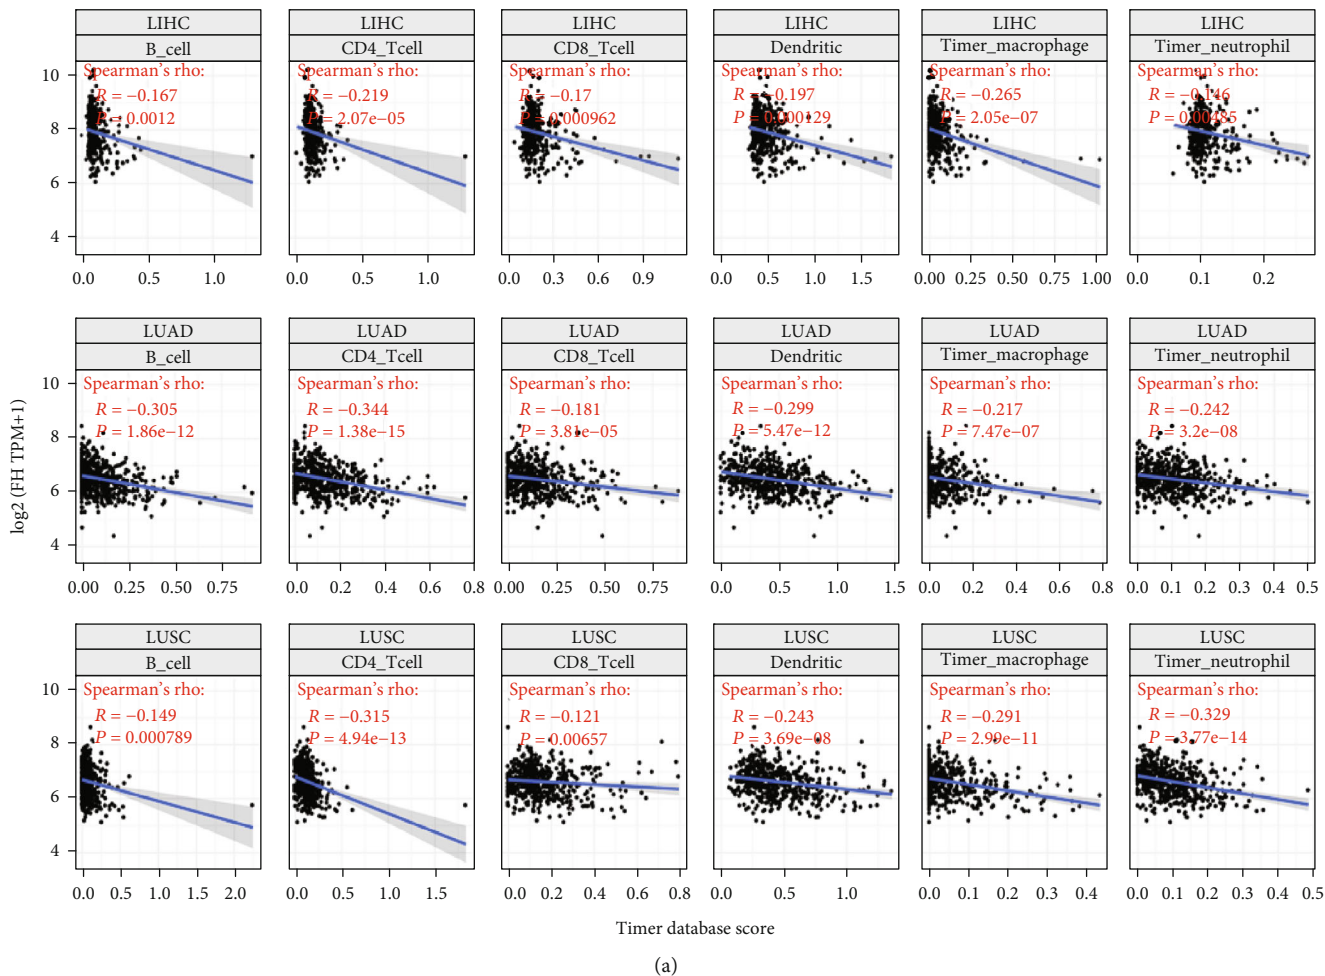 LIHC LIHC LIHC LIHC LIHC LIHC
B_cell CD4_Tcell CD8_Tcell Dendritic Timer_macrophage Timer_neutrophil
Spearman's rho: Spearman's rho: Spearman's rho: Spearman's rho: Spearman's rho: Spearman's rho:
R = −0.167 R = −0.219 R = −0.17 R = −0.197 R = −0.265 R = −0.146
P = 0.0012 P = 2.07e−05 P = 0.000962 P = 0.000129 P = 2.05e−07 P = 0.00485
10
8
6
4
0.0 0.5 1.0 0.0 0.5 1.0 0.0 0.3 0.6 0.9 0.0 0.5 1.0 1.5 0.00 0.25 0.50 0.75 1.00 0.0 0.1 0.2
LUAD LUAD LUAD LUAD LUAD LUAD
B_cell CD4_Tcell CD8_Tcell Dendritic Timer_macrophage Timer_neutrophil
Spearman's rho: Spearman's rho: Spearman's rho: Spearman's rho: Spearman's rho: Spearman's rho:
R = −0.305 R = −0.344 R = −0.181 R = −0.299 R = −0.217 R = −0.242
P = 1.86e−12 P = 1.38e−15 P = 3.81e−05 P = 5.47e−12 P = 7.47e−07 P = 3.2e−08
10
8
6
4
log2 (FH TPM+1)
0.00 0.25 0.50 0.75 0.0 0.2 0.4 0.6 0.8 0.00 0.25 0.50 0.75 0.0 0.5 1.0 1.5 0.0 0.2 0.4 0.6 0.8 0.0 0.1 0.2 0.3 0.4 0.5
LUSC LUSC LUSC LUSC LUSC LUSC
B_cell CD4_Tcell CD8_Tcell Dendritic Timer_macrophage Timer_neutrophil
Spearman's rho: Spearman's rho: Spearman's rho: Spearman's rho: Spearman's rho: Spearman's rho:
R = −0.149 R = −0.315 R = −0.121 R = −0.243 R = −0.291 R = −0.329
P = 0.000789 P = 4.94e−13 P = 0.00657 P = 3.69e−08 P = 2.99e−11 P = 3.77e−14
10
8
6
4
0.0 0.5 1.0 1.5 2.0 0.0 0.5 1.0 1.5 0.0 0.2 0.4 0.6 0.8 0.0 0.5 1.0 0.0 0.1 0.2 0.3 0.4 0.0 0.1 0.2 0.3 0.4 0.5
Timer database score
(a)